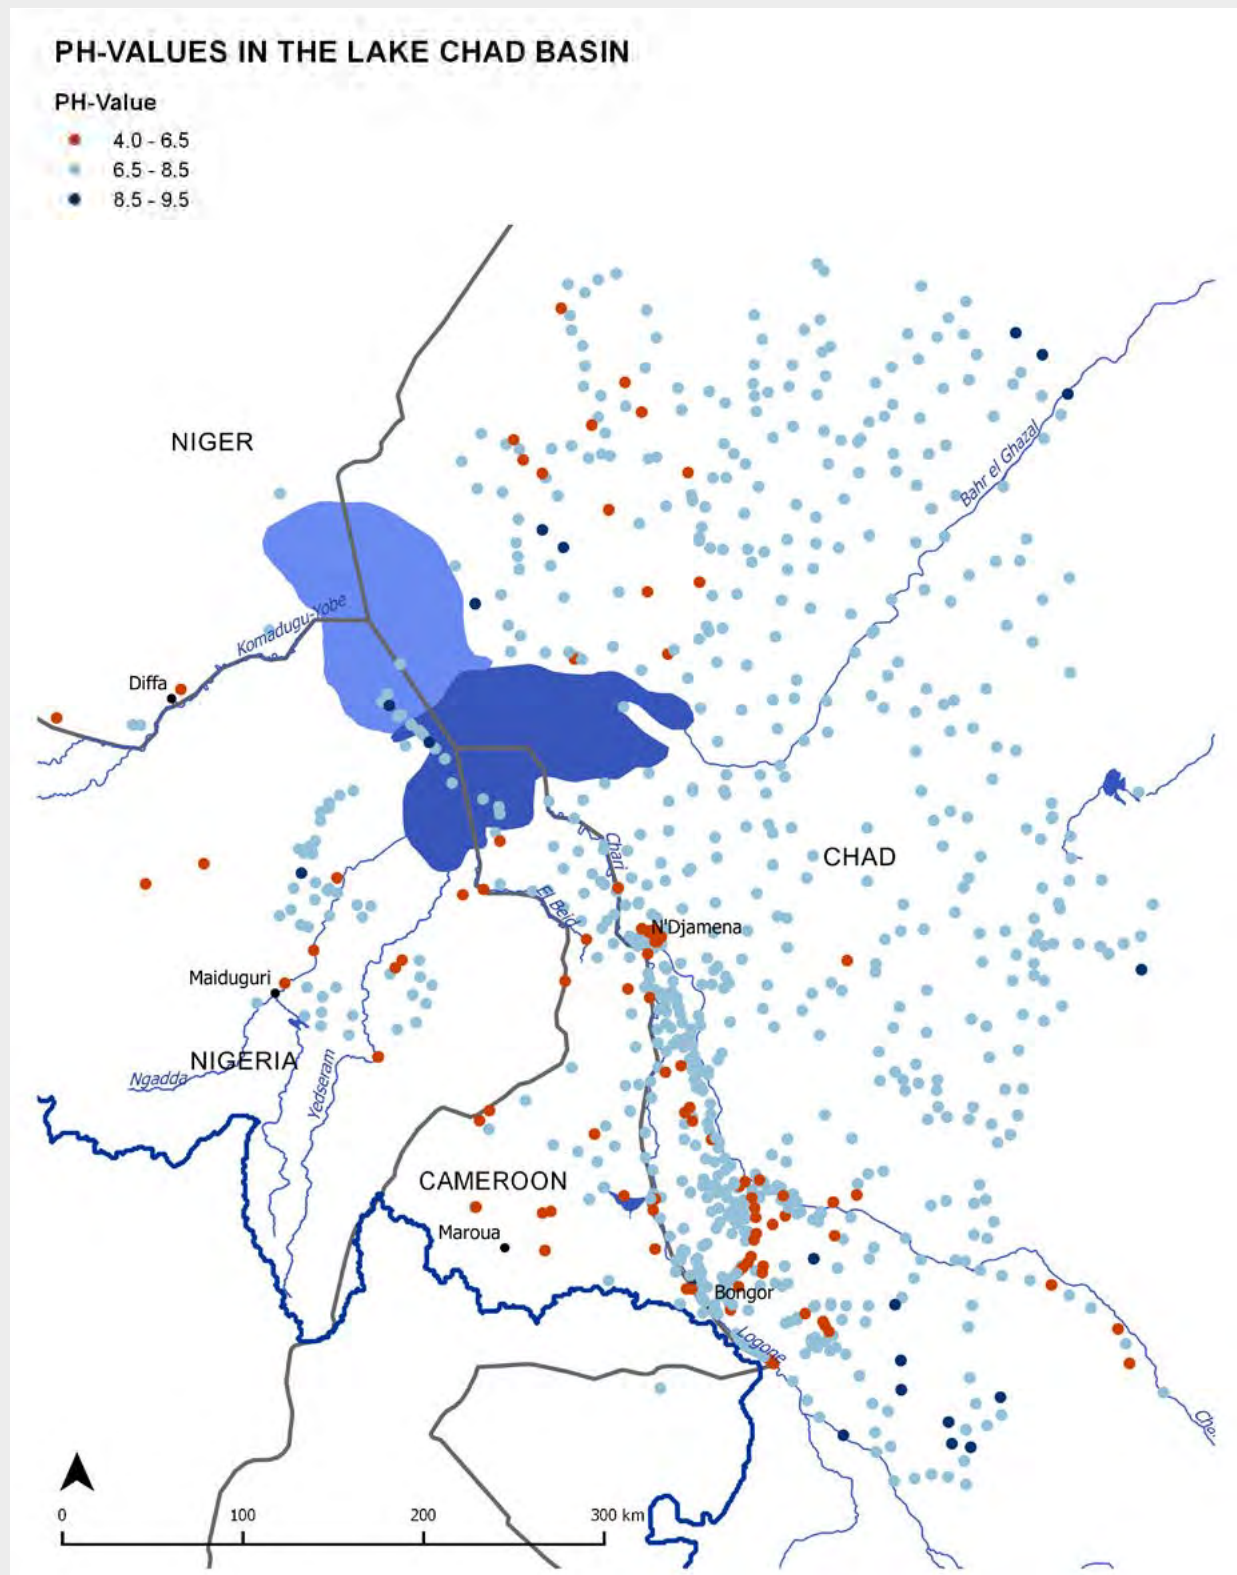 PH-VALUES IN THE LAKE CHAD BASIN
PH-Value
4.0 - 6.5
6.5 - 8.5
8.5 - 9.5
NIGER
Bahr el Ghazal
Komadugu-Yobe
Diffa
Chari
CHAD
El Beid
N'Djamena
Maiduguri
NIGERIA
Ngadda
Yedseram
CAMEROON
Maroua
Bongor
Logone
Cha
0 100 200 300 km